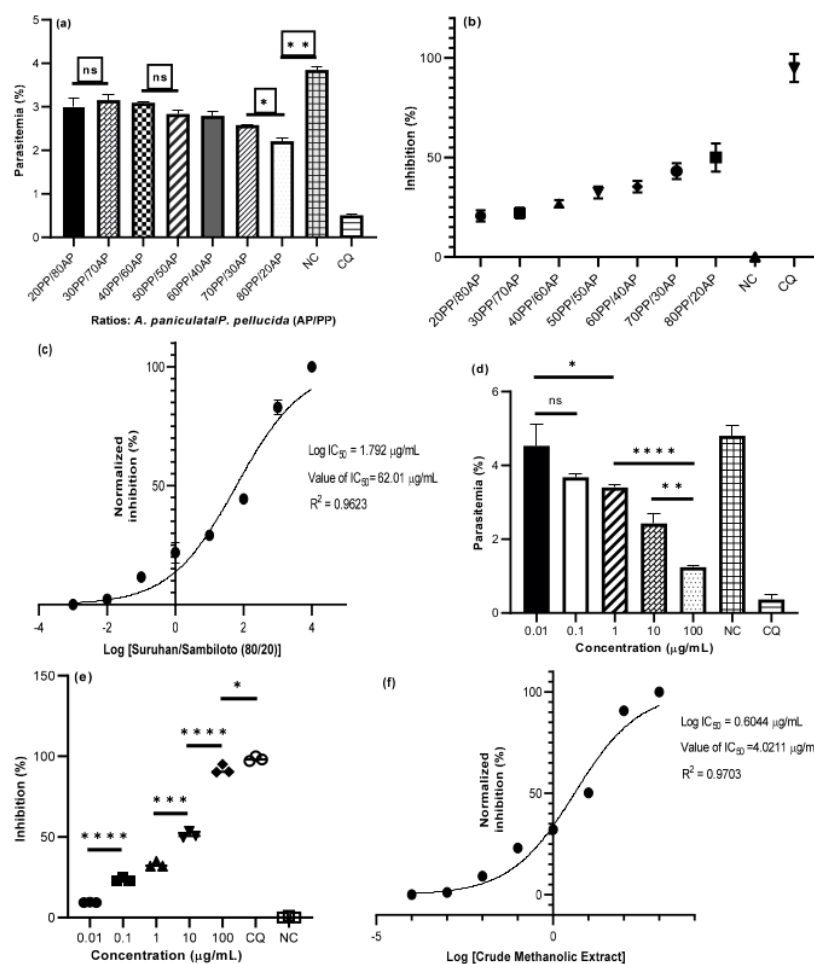 (a)
* *
ns
ns
*
Parasitemia (%)
5
4
3
2
1
0
20PP/80AP
30PP/70AP
40PP/60AP
50PP/50AP
60PP/40AP
70PP/30AP
80PP/20AP
NC
CQ
Ratios: A. paniculata/P. pellucida (AP/PP)
(b)
Inhibition (%)
100
50
0
20PP/80AP
30PP/70AP
40PP/60AP
50PP/50AP
60PP/40AP
70PP/30AP
80PP/20AP
NC
CQ
(c)
Normalized
inhibition (%)
100
50
0
Log IC50 = 1.792 µg/mL
Value of IC50= 62.01 µg/mL
R2 = 0.9623
-4 -2 0 2 4
Log [Suruhan/Sambiloto (80/20)]
(d)
*
ns
* * * *
* *
Parasitemia (%)
6
4
2
0
0.01 0.1 1 10 100 NC CQ
Concentration (µg/mL)
(e)
*
* * * *
* * *
* * * *
Inhibition (%)
150
100
50
0
0.01 0.1 1 10 100 CQ NC
Concentration (µg/mL)
(f)
Normalized
inhibition (%)
100
50
0
Log IC50 = 0.6044 µg/mL
Value of IC50 =4.0211 µg/m
R2 = 0.9703
-5 0
Log [Crude Methanolic Extract]